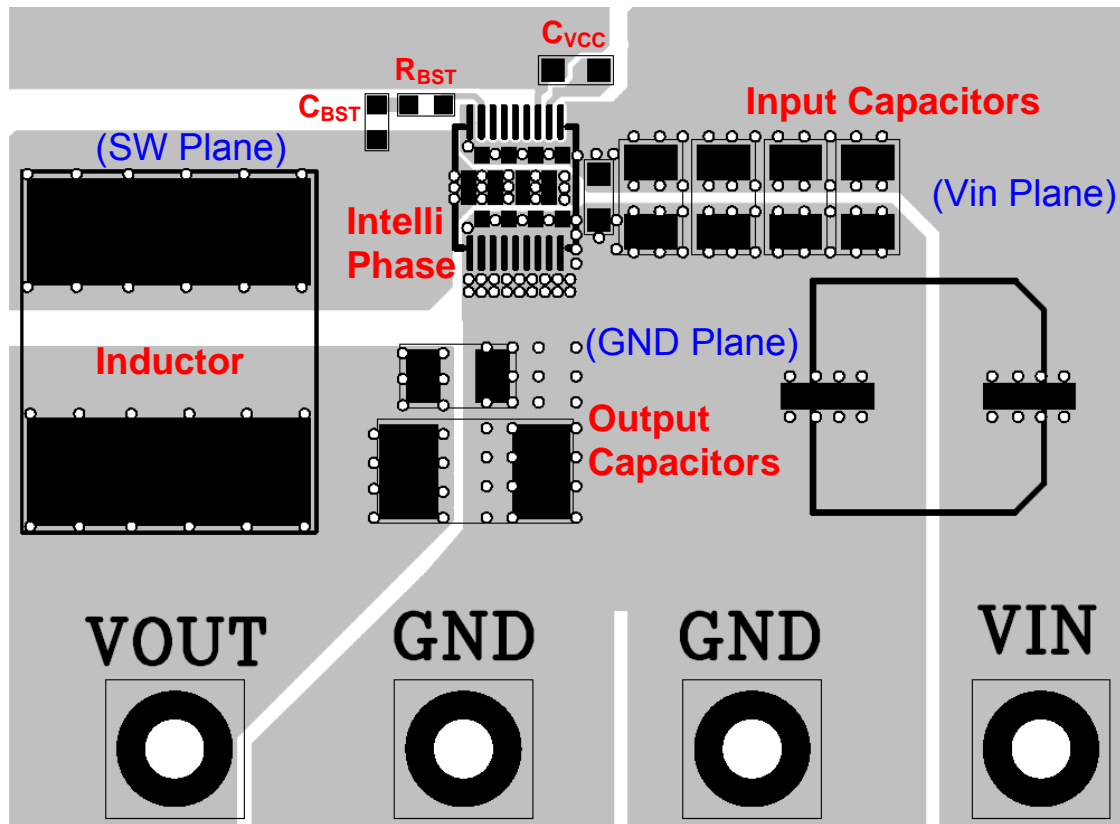 CVCC
RBST
CBST
Input Capacitors
(SW Plane)
(Vin Plane)
Intelli
Phase
(GND Plane)
Inductor
Output
Capacitors
VOUT
GND
GND
VIN